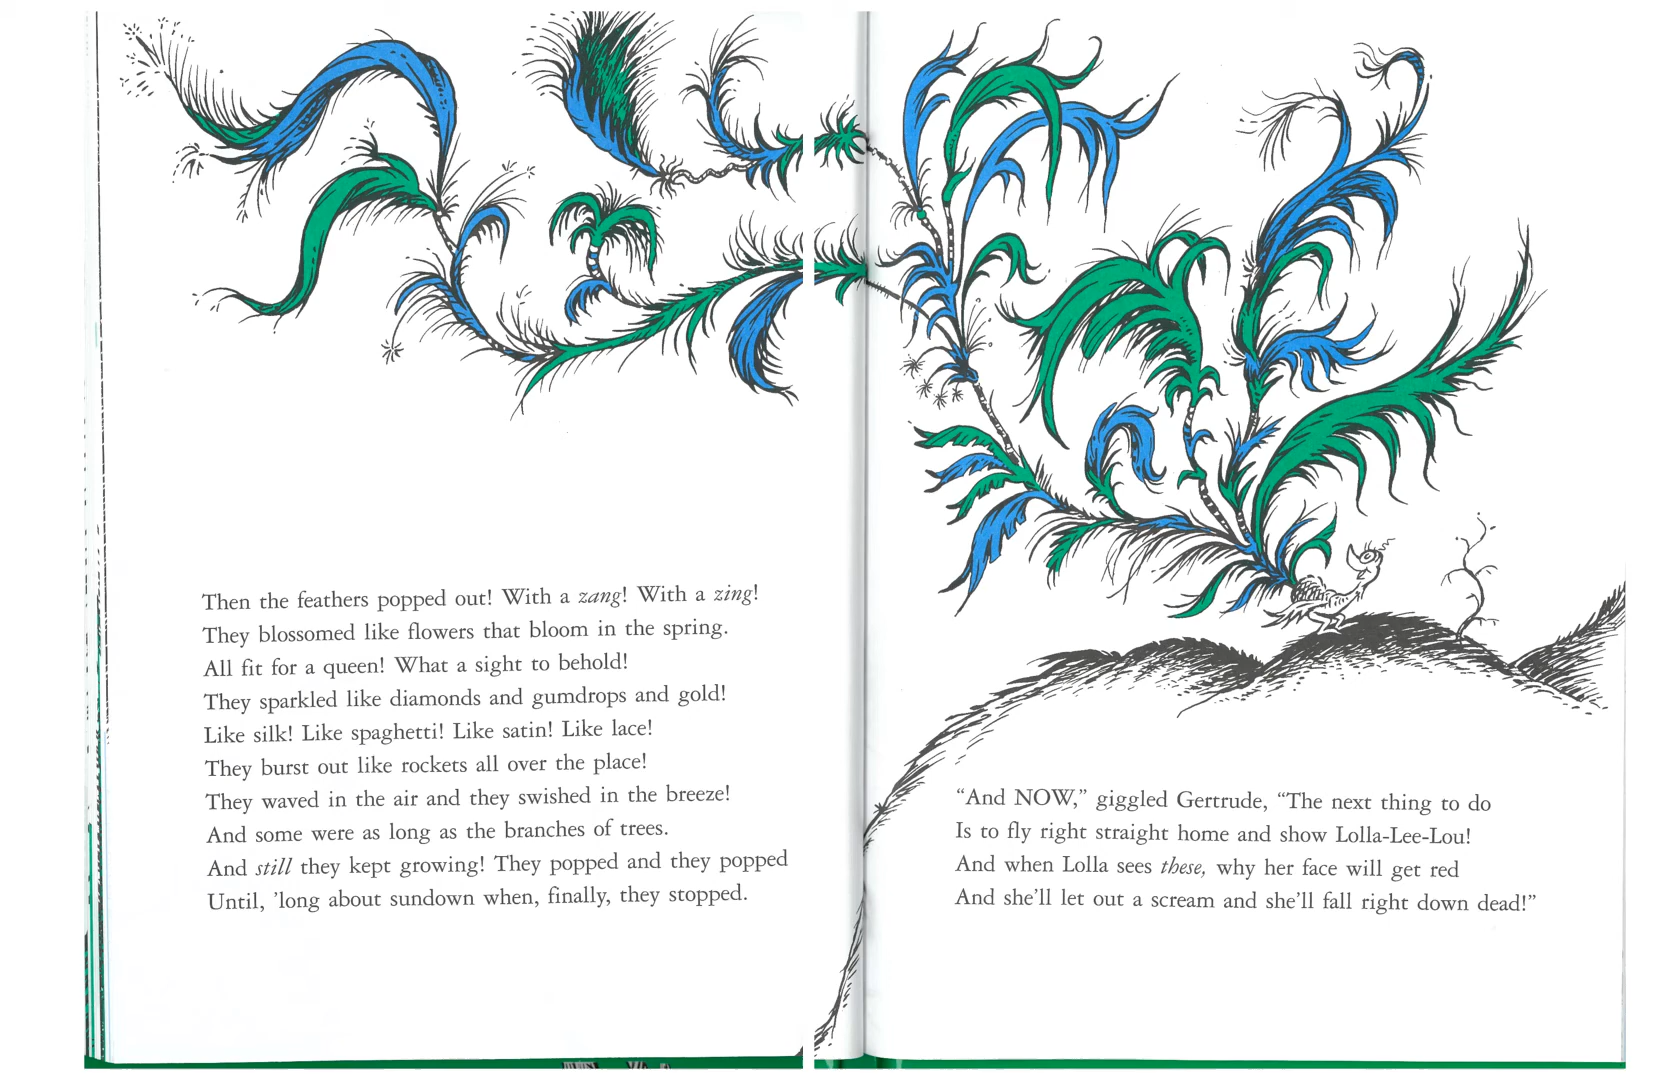 Then the feathers popped out! With a zang! With a zing!
They blossomed like flowers that bloom in the spring.
All fit for a queen! What a sight to behold!
They sparkled like diamonds and gumdrops and gold!
Like silk! Like spaghetti! Like satin! Like lace!
They burst out like rockets all over the place!
They waved in the air and they swished in the breeze!
And some were as long as the branches of trees.
And still they kept growing! They popped and they popped
Until, ’long about sundown when, finally, they stopped.
“And NOW,” giggled Gertrude, “The next thing to do
Is to fly right straight home and show Lolla-Lee-Lou!
And when Lolla sees these, why her face will get red
And she’ll let out a scream and she’ll fall right down dead!”